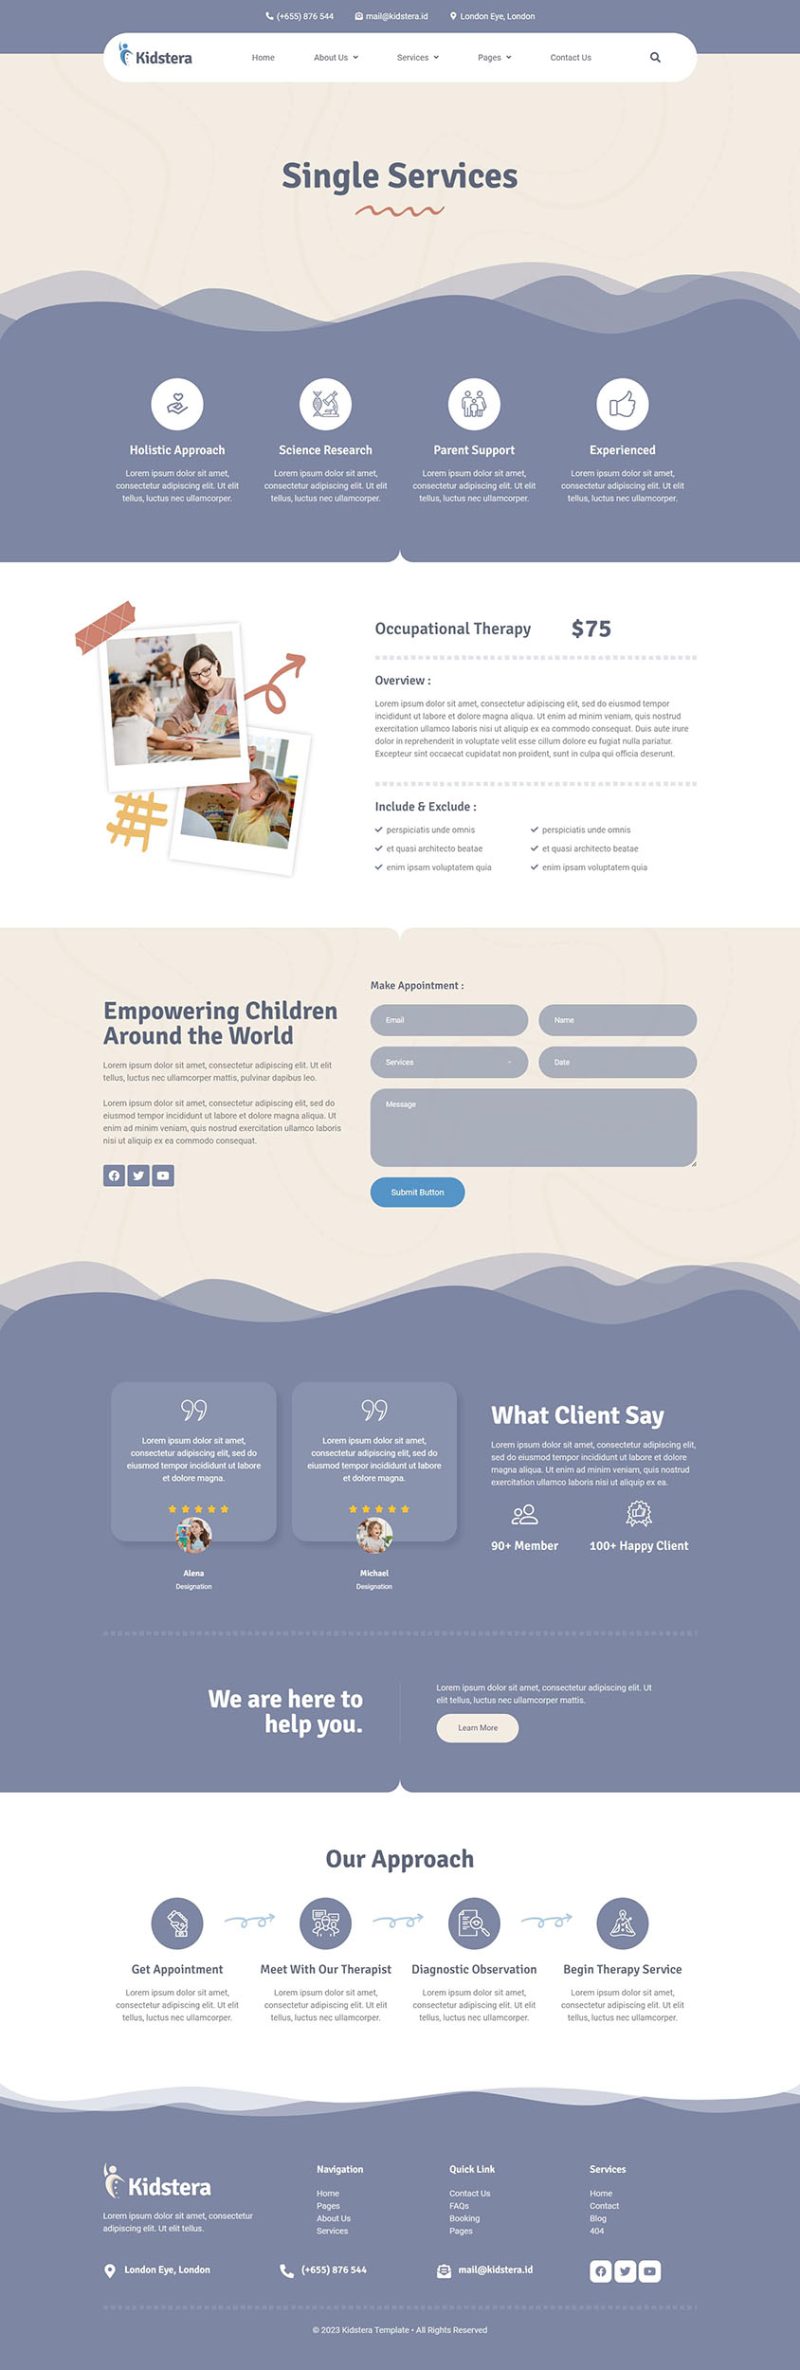 (+655) 876 544
mail@kidstera.id
London Eye, London
Kidstera
Home
About Us
Services
Pages
Contact Us
Single Services
Holistic Approach
Lorem ipsum dolor sit amet,
consectetur adipiscing elit. Ut elit
tellus, luctus nec ullamcorper.
Science Research
Lorem ipsum dolor sit amet,
consectetur adipiscing elit. Ut elit
tellus, luctus nec ullamcorper.
Parent Support
Lorem ipsum dolor sit amet,
consectetur adipiscing elit. Ut elit
tellus, luctus nec ullamcorper.
Experienced
Lorem ipsum dolor sit amet,
consectetur adipiscing elit. Ut elit
tellus, luctus nec ullamcorper.
Occupational Therapy
$75
Overview :
Lorem ipsum dolor sit amet, consectetur adipiscing elit, sed do eiusmod tempor
incididunt ut labore et dolore magna aliqua. Ut enim ad minim veniam, quis nostrud
exercitation ullamco laboris nisi ut aliquip ex ea commodo consequat. Duis aute irure
dolor in reprehenderit in voluptate velit esse cillum dolore eu fugiat nulla pariatur.
Excepteur sint occaecat cupidatat non proident, sunt in culpa qui officia deserunt.
Include & Exclude :
perspiciatis unde omnis
et quasi architecto beatae
enim ipsam voluptatem quia
perspiciatis unde omnis
et quasi architecto beatae
enim ipsam voluptatem quia
Empowering Children
Around the World
Lorem ipsum dolor sit amet, consectetur adipiscing elit. Ut elit
tellus, luctus nec ullamcorper mattis, pulvinar dapibus leo.
Lorem ipsum dolor sit amet, consectetur adipiscing elit, sed do
eiusmod tempor incididunt ut labore et dolore magna aliqua. Ut
enim ad minim veniam, quis nostrud exercitation ullamco laboris
nisi ut aliquip ex ea commodo consequat.
Make Appointment :
Email
Name
Services
Date
Message
Submit Button
Lorem ipsum dolor sit amet,
consectetur adipiscing elit, sed do
eiusmod tempor incididunt ut labore
et dolore magna.
Alena
Designation
Lorem ipsum dolor sit amet,
consectetur adipiscing elit, sed do
eiusmod tempor incididunt ut labore
et dolore magna.
Michael
Designation
What Client Say
Lorem ipsum dolor sit amet, consectetur adipiscing elit,
sed do eiusmod tempor incididunt ut labore et dolore
magna aliqua. Ut enim ad minim veniam, quis nostrud
exercitation ullamco laboris nisi ut aliquip ex ea.
90+ Member
100+ Happy Client
We are here to
help you.
Lorem ipsum dolor sit amet, consectetur adipiscing elit. Ut
elit tellus, luctus nec ullamcorper mattis.
Learn More
Our Approach
Get Appointment
Lorem ipsum dolor sit amet,
consectetur adipiscing elit. Ut elit
tellus, luctus nec ullamcorper.
Meet With Our Therapist
Lorem ipsum dolor sit amet,
consectetur adipiscing elit. Ut elit
tellus, luctus nec ullamcorper.
Diagnostic Observation
Lorem ipsum dolor sit amet,
consectetur adipiscing elit. Ut elit
tellus, luctus nec ullamcorper.
Begin Therapy Service
Lorem ipsum dolor sit amet,
consectetur adipiscing elit. Ut elit
tellus, luctus nec ullamcorper.
Kidstera
Lorem ipsum dolor sit amet, consectetur
adipiscing elit. Ut elit tellus.
Navigation
Home
Pages
About Us
Services
Quick Link
Contact Us
FAQs
Booking
Pages
Services
Home
Contact
Blog
404
London Eye, London
(+655) 876 544
mail@kidstera.id
© 2023 Kidstera Template • All Rights Reserved